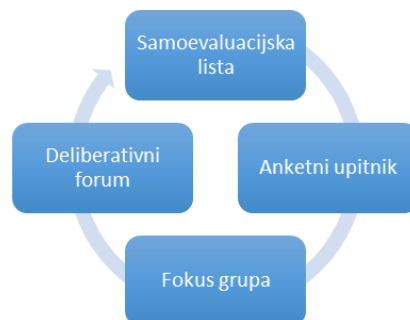 Samoevaluacijska
lista
Anketni upitnik
Fokus grupa
Deliberativni
forum